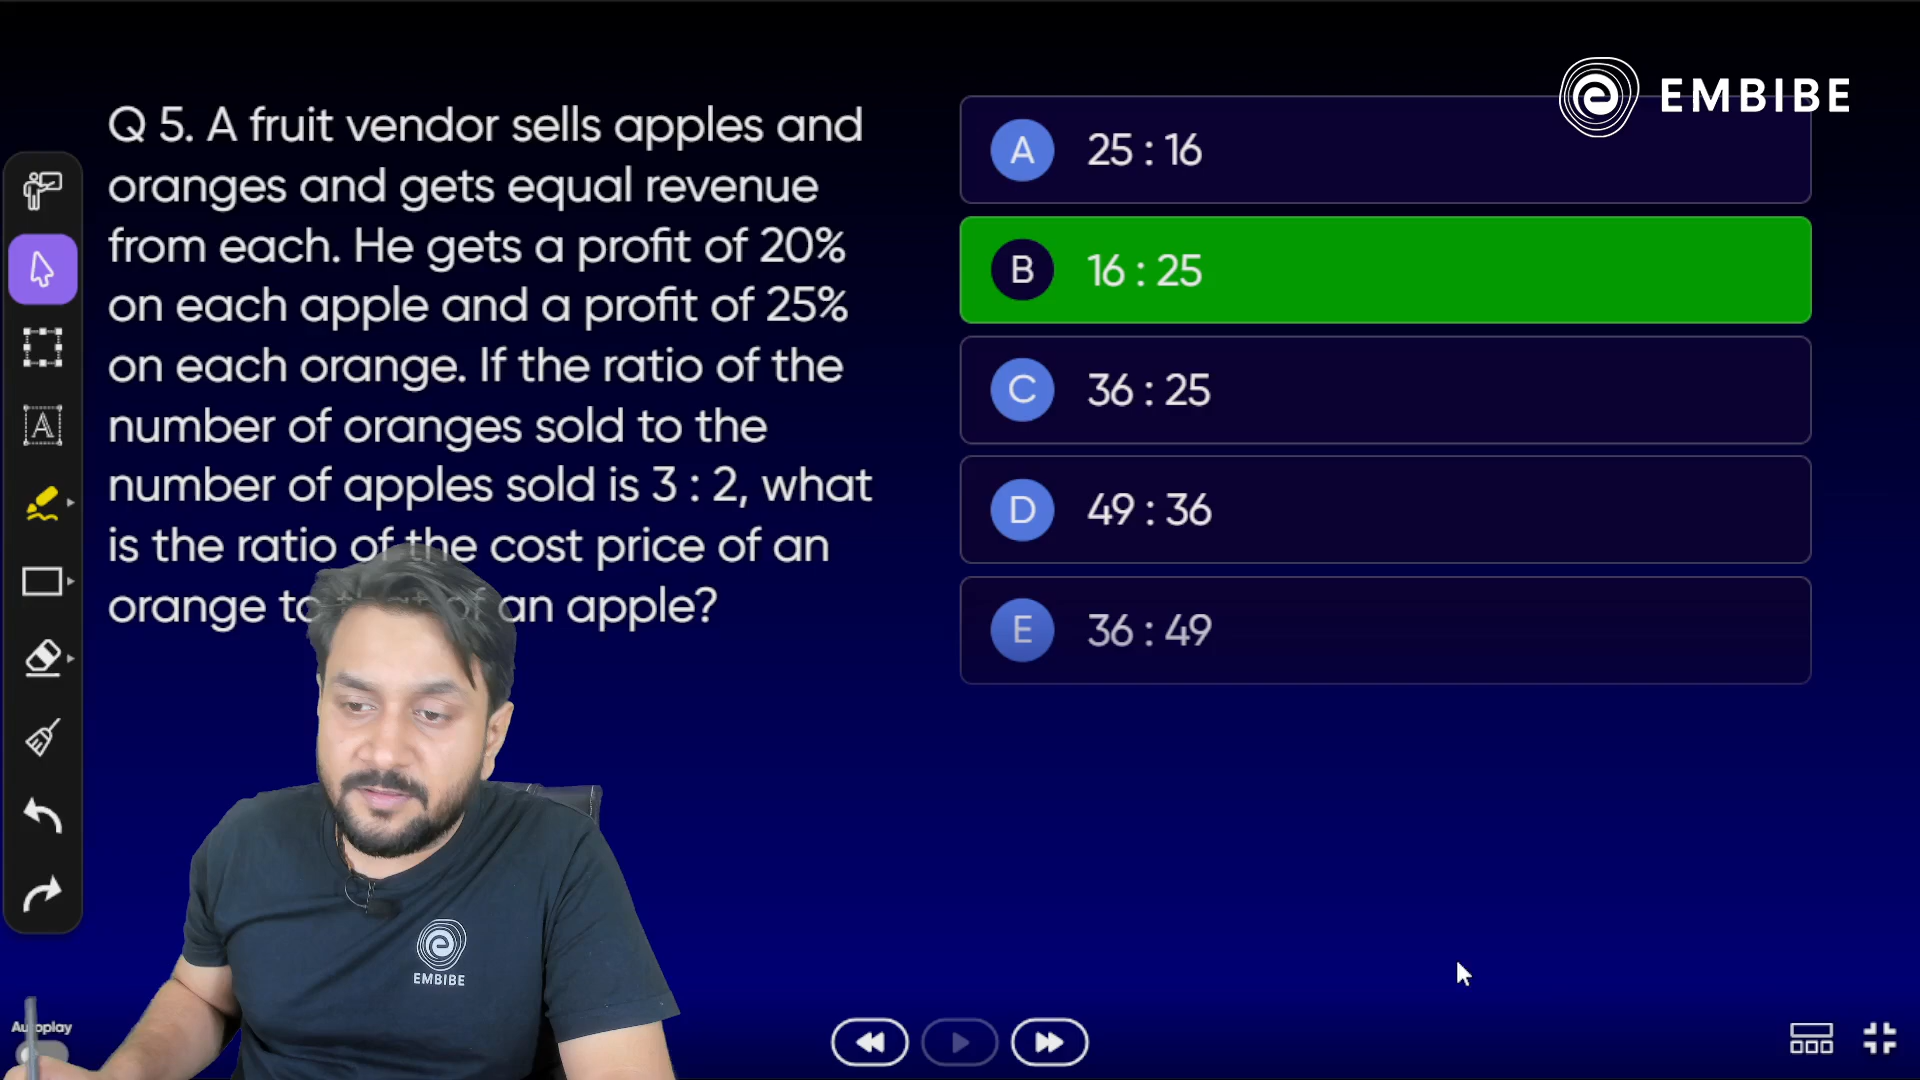 EMBIBE
Q 5. A fruit vendor sells apples and
oranges and gets equal revenue
from each. He gets a profit of 20%
on each apple and a profit of 25%
on each orange. If the ratio of the
number of oranges sold to the
number of apples sold is 3 : 2, what
is the ratio of the cost price of an
orange to that of an apple?
A 25 : 16
B 16 : 25
C 36 : 25
D 49 : 36
E 36 : 49
A
EMBIBE
Autoplay